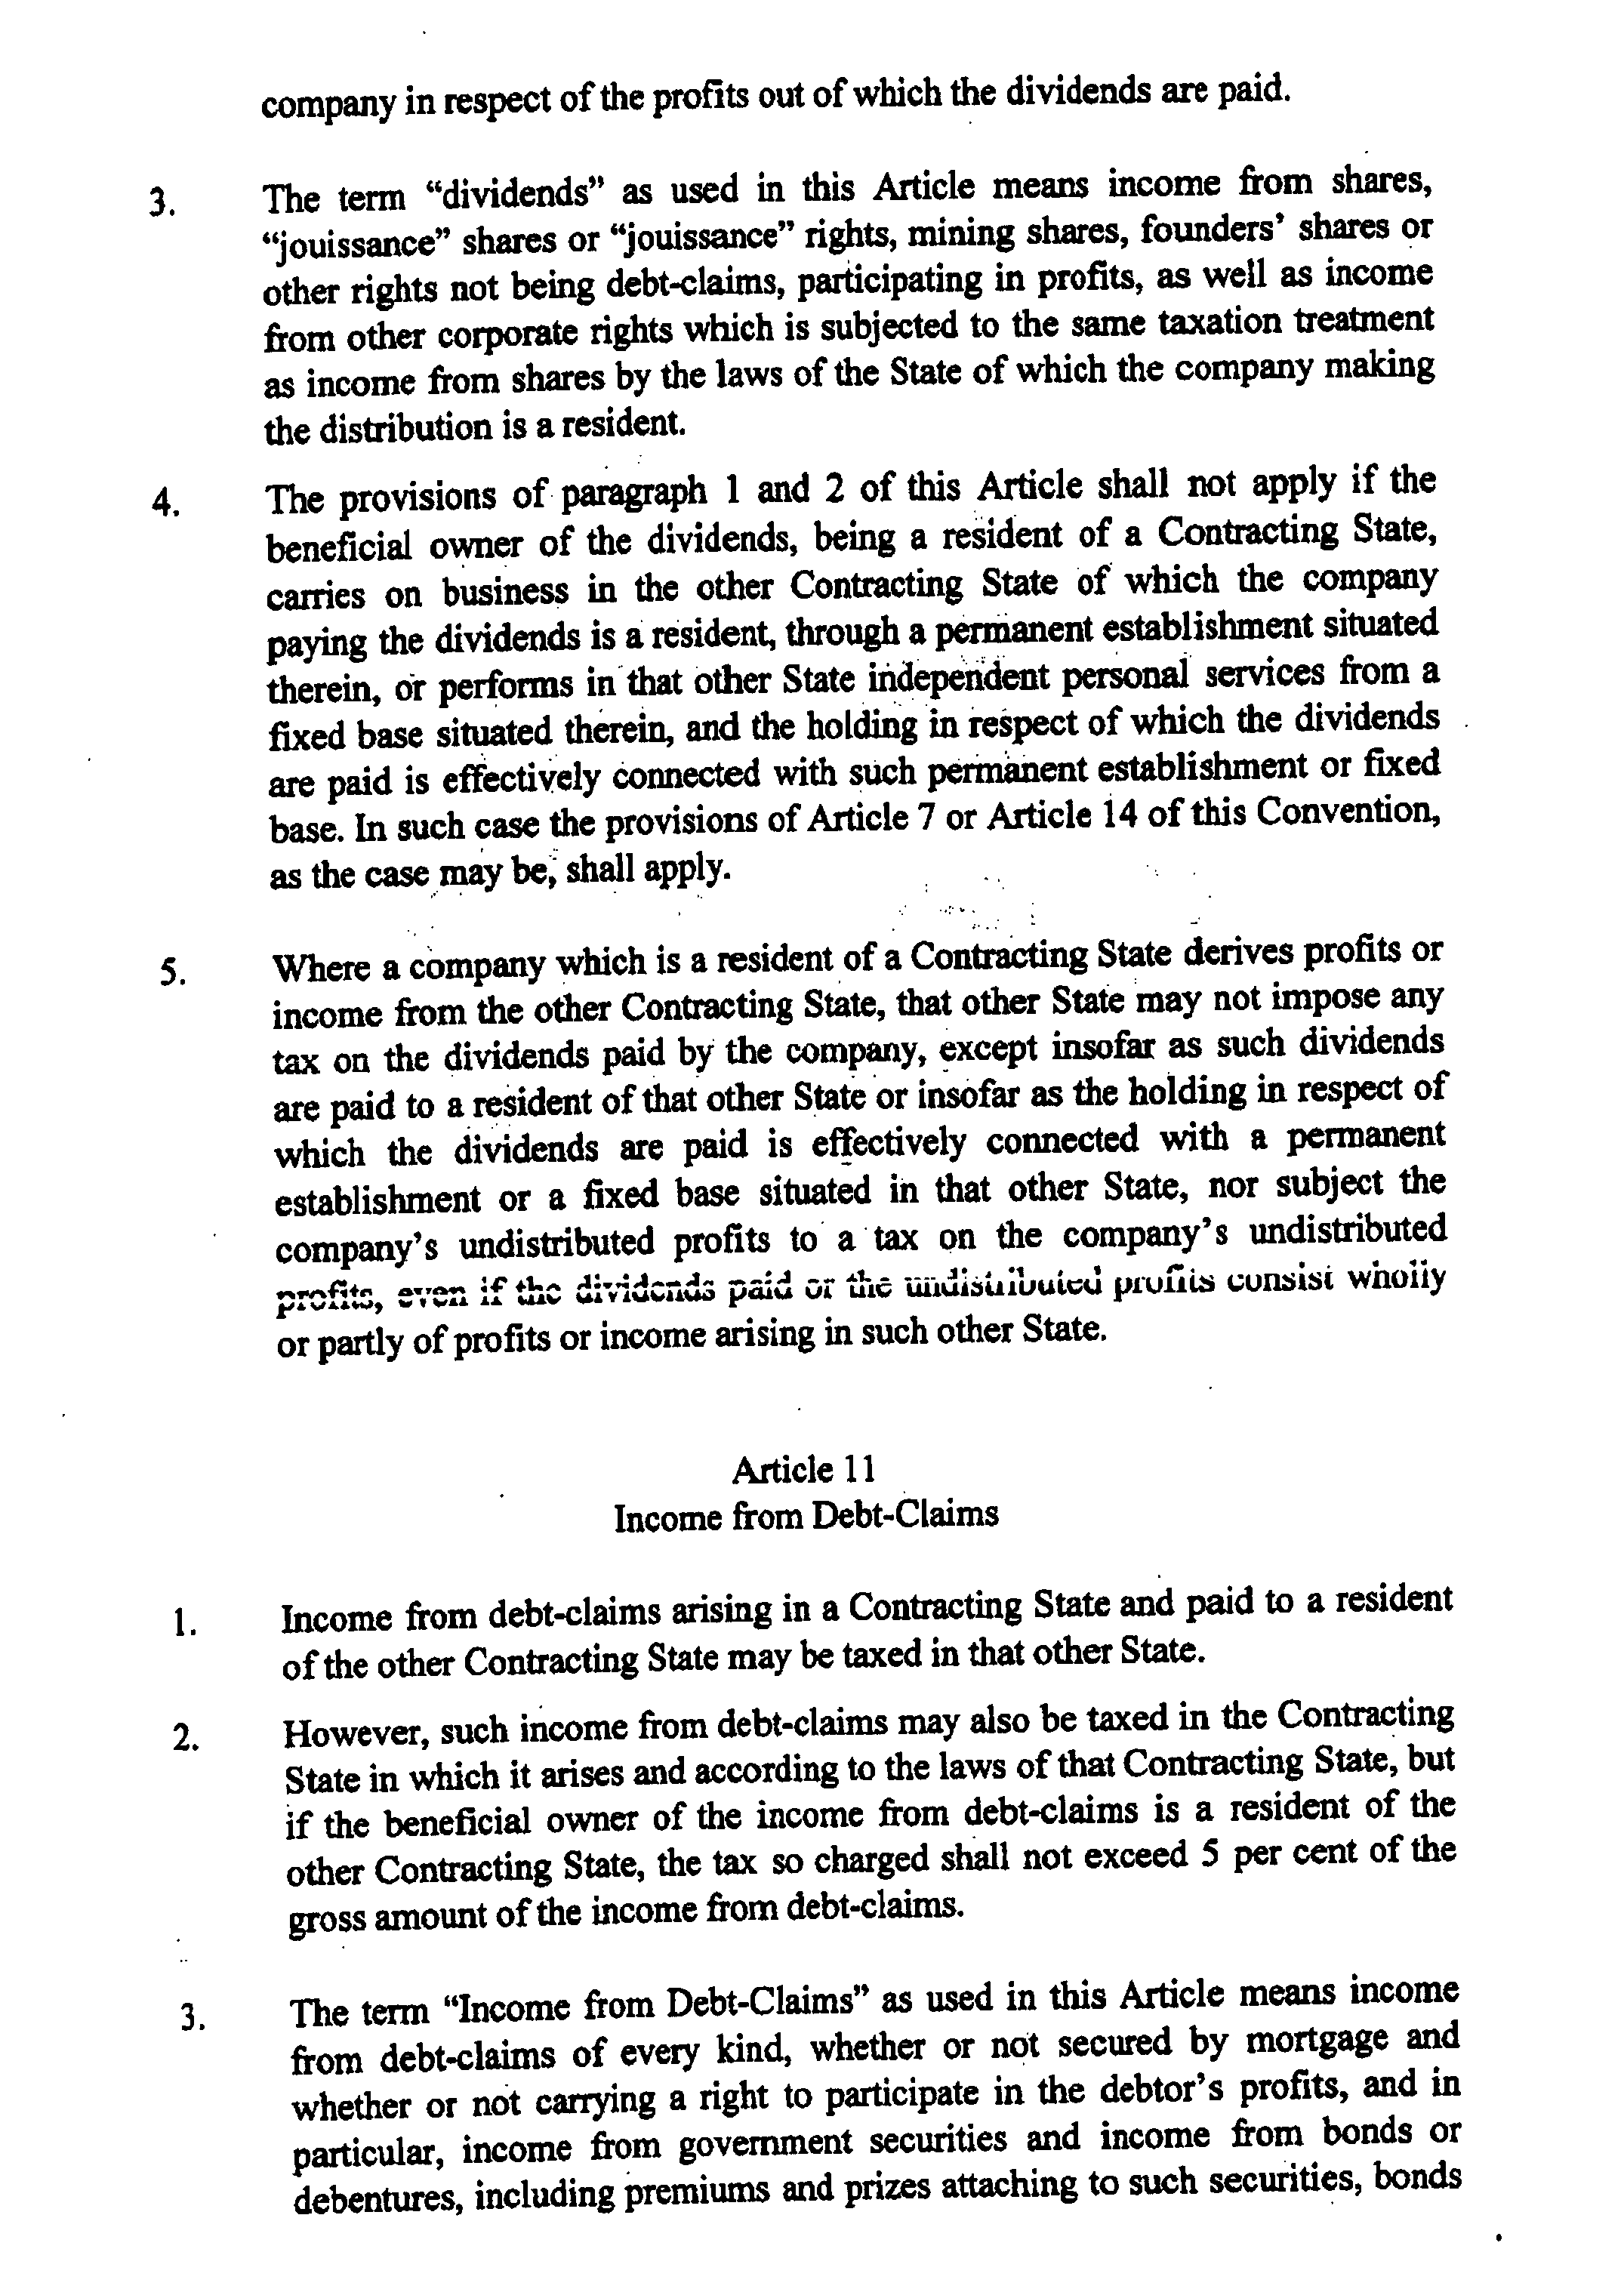 company in respect of the profits out of which the dividends are paid.
3. The term “dividends” as used in this Article means income from shares,
“jouissance” shares or “jouissance” rights, mining shares, founders’ shares or
other rights not being debt-claims, participating in profits, as well as income
from other corporate rights which is subjected to the same taxation treatment
as income from shares by the laws of the State of which the company making
the distribution is a resident.
4. The provisions of paragraph 1 and 2 of this Article shall not apply if the
beneficial owner of the dividends, being a resident of a Contracting State,
carries on business in the other Contracting State of which the company
paying the dividends is a resident, through a permanent establishment situated
therein, or performs in that other State independent personal services from a
fixed base situated therein, and the holding in respect of which the dividends
are paid is effectively connected with such permanent establishment or fixed
base. In such case the provisions of Article 7 or Article 14 of this Convention,
as the case may be, shall apply.
5. Where a company which is a resident of a Contracting State derives profits or
income from the other Contracting State, that other State may not impose any
tax on the dividends paid by the company, except insofar as such dividends
are paid to a resident of that other State or insofar as the holding in respect of
which the dividends are paid is effectively connected with a permanent
establishment or a fixed base situated in that other State, nor subject the
company’s undistributed profits to a tax on the company’s undistributed
profits, even if the dividends paid or the undistributed profits consist wholly
or partly of profits or income arising in such other State.
Article 11
Income from Debt-Claims
1. Income from debt-claims arising in a Contracting State and paid to a resident
of the other Contracting State may be taxed in that other State.
2. However, such income from debt-claims may also be taxed in the Contracting
State in which it arises and according to the laws of that Contracting State, but
if the beneficial owner of the income from debt-claims is a resident of the
other Contracting State, the tax so charged shall not exceed 5 per cent of the
gross amount of the income from debt-claims.
3. The term “Income from Debt-Claims” as used in this Article means income
from debt-claims of every kind, whether or not secured by mortgage and
whether or not carrying a right to participate in the debtor’s profits, and in
particular, income from government securities and income from bonds or
debentures, including premiums and prizes attaching to such securities, bonds